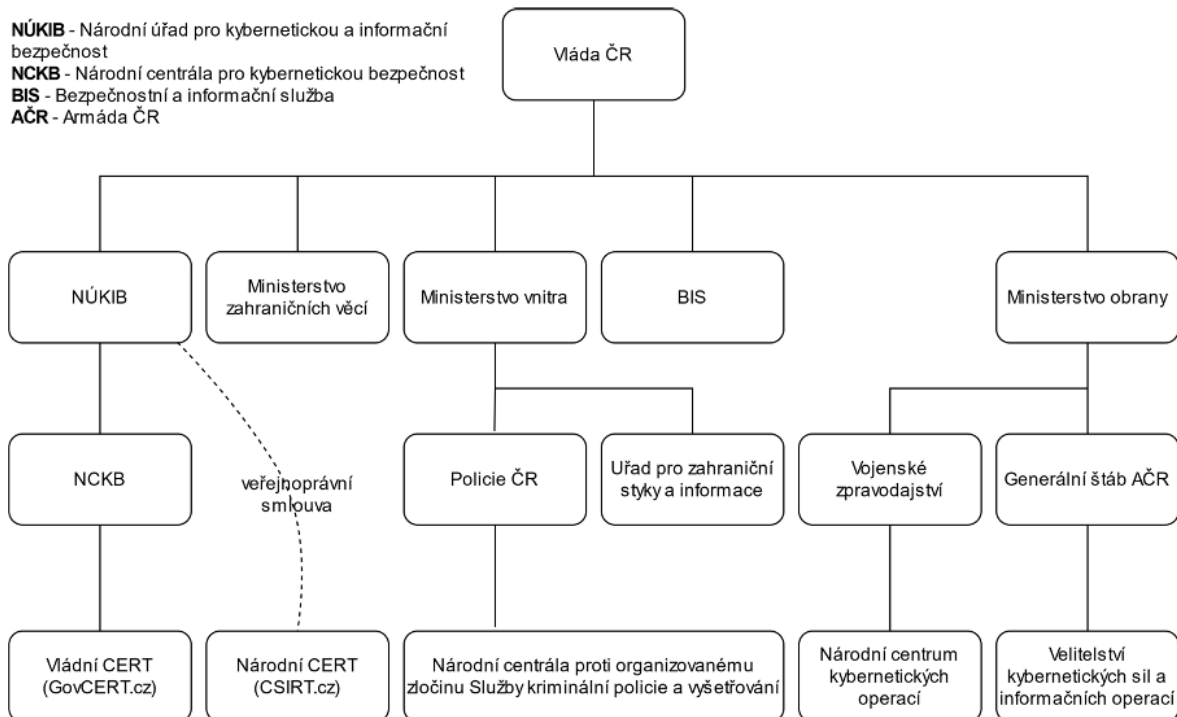 NÚKIB - Národní úřad pro kybernetickou a informační
bezpečnost
NCKB - Národní centrála pro kybernetickou bezpečnost
BIS - Bezpečnostní a informační služba
AČR - Armáda ČR
Vláda ČR
NÚKIB
Ministerstvo
zahraničních věcí
Ministerstvo vnitra
BIS
Ministerstvo obrany
NCKB
veřejnoprávní
smlouva
Policie ČR
Uřad pro zahraniční
styky a informace
Vojenské
zpravodajství
Generální štáb AČR
Vládní CERT
(GovCERT.cz)
Národní CERT
(CSIRT.cz)
Národní centrála proti organizovanému
zločinu Služby kriminální policie a vyšetřování
Národní centrum
kybernetických
operací
Velitelství
kybernetických sil a
informačních operací